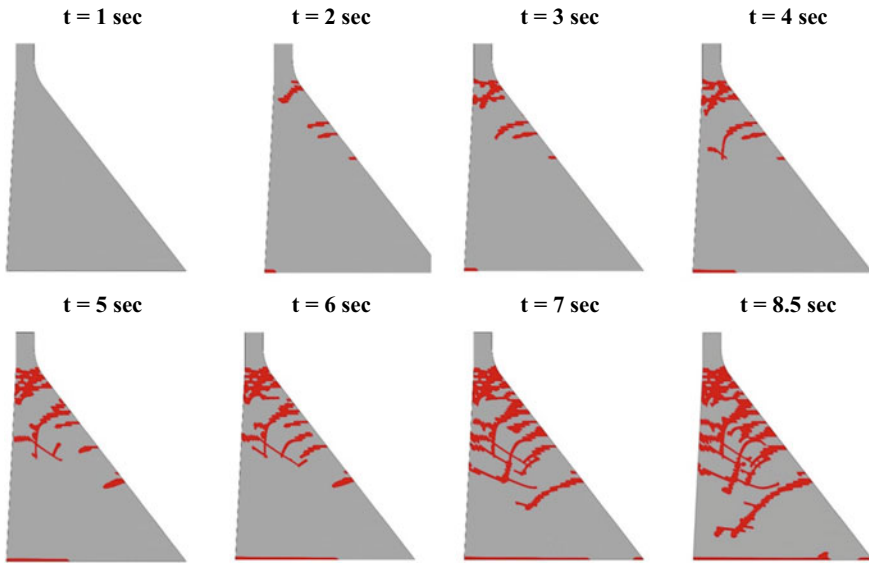 t = 1 sec
t = 2 sec
t = 3 sec
t = 4 sec
t = 5 sec
t = 6 sec
t = 7 sec
t = 8.5 sec